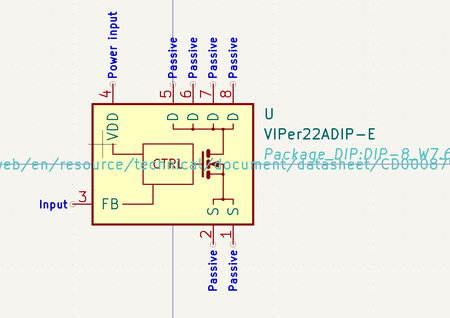 Power input
Passive
Passive
Passive
Passive
4
5
6
7
8
U
VDD
D
D
D
D
VIPer22ADIP-E
Package_DIP:DIP-8_W7.6
CTRL
web/en/resource/technical/document/datasheet/CD00087
Input
3
FB
S
S
2
1
Passive
Passive